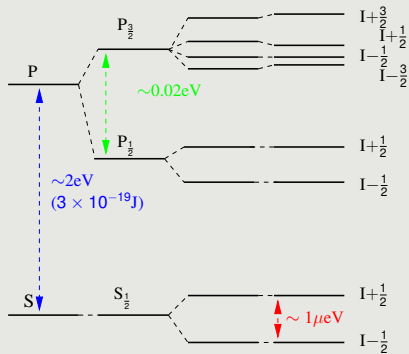 I+3/2
P3/2
I+1/2
I−1/2
P
I−3/2
~0.02eV
P1/2
I+1/2
~2eV
(3 × 10⁻¹⁹J)
I−1/2
S
S1/2
I+1/2
~ 1μeV
I−1/2